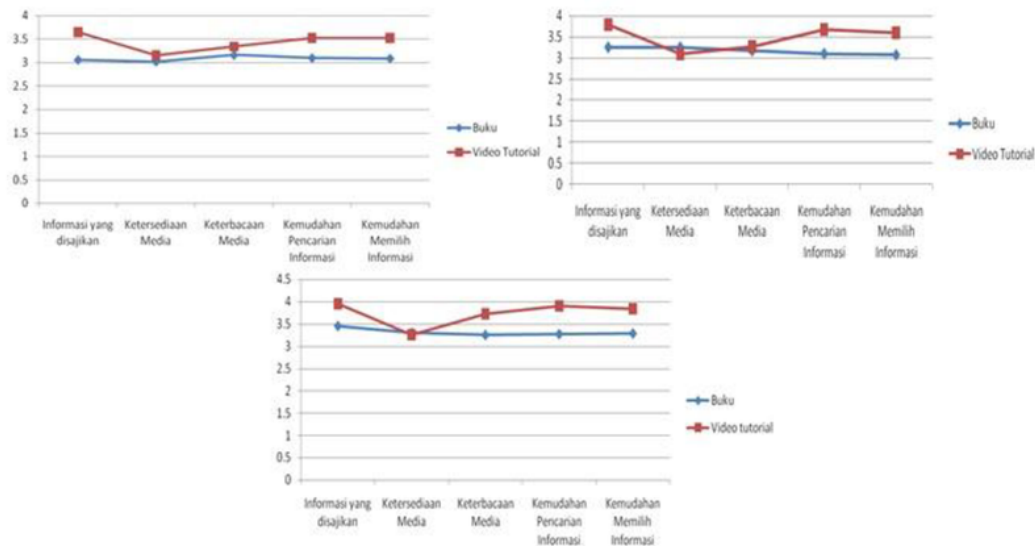 4
3.5
3
2.5
2
1.5
1
0.5
0
Informasi yang
disajikan
Ketersediaan
Media
Keterbacaan
Media
Kemudahan
Pencarian
Informasi
Kemudahan
Memilih
Informasi
Buku
Video Tutorial
4
3.5
3
2.5
2
1.5
1
0.5
0
Informasi yang
disajikan
Ketersediaan
Media
Keterbacaan
Media
Kemudahan
Pencarian
Informasi
Kemudahan
Memilih
Informasi
Buku
Video Tutorial
4.5
4
3.5
3
2.5
2
1.5
1
0.5
0
Informasi yang
disajikan
Ketersediaan
Media
Keterbacaan
Media
Kemudahan
Pencarian
Informasi
Kemudahan
Memilih
Informasi
Buku
Video tutorial